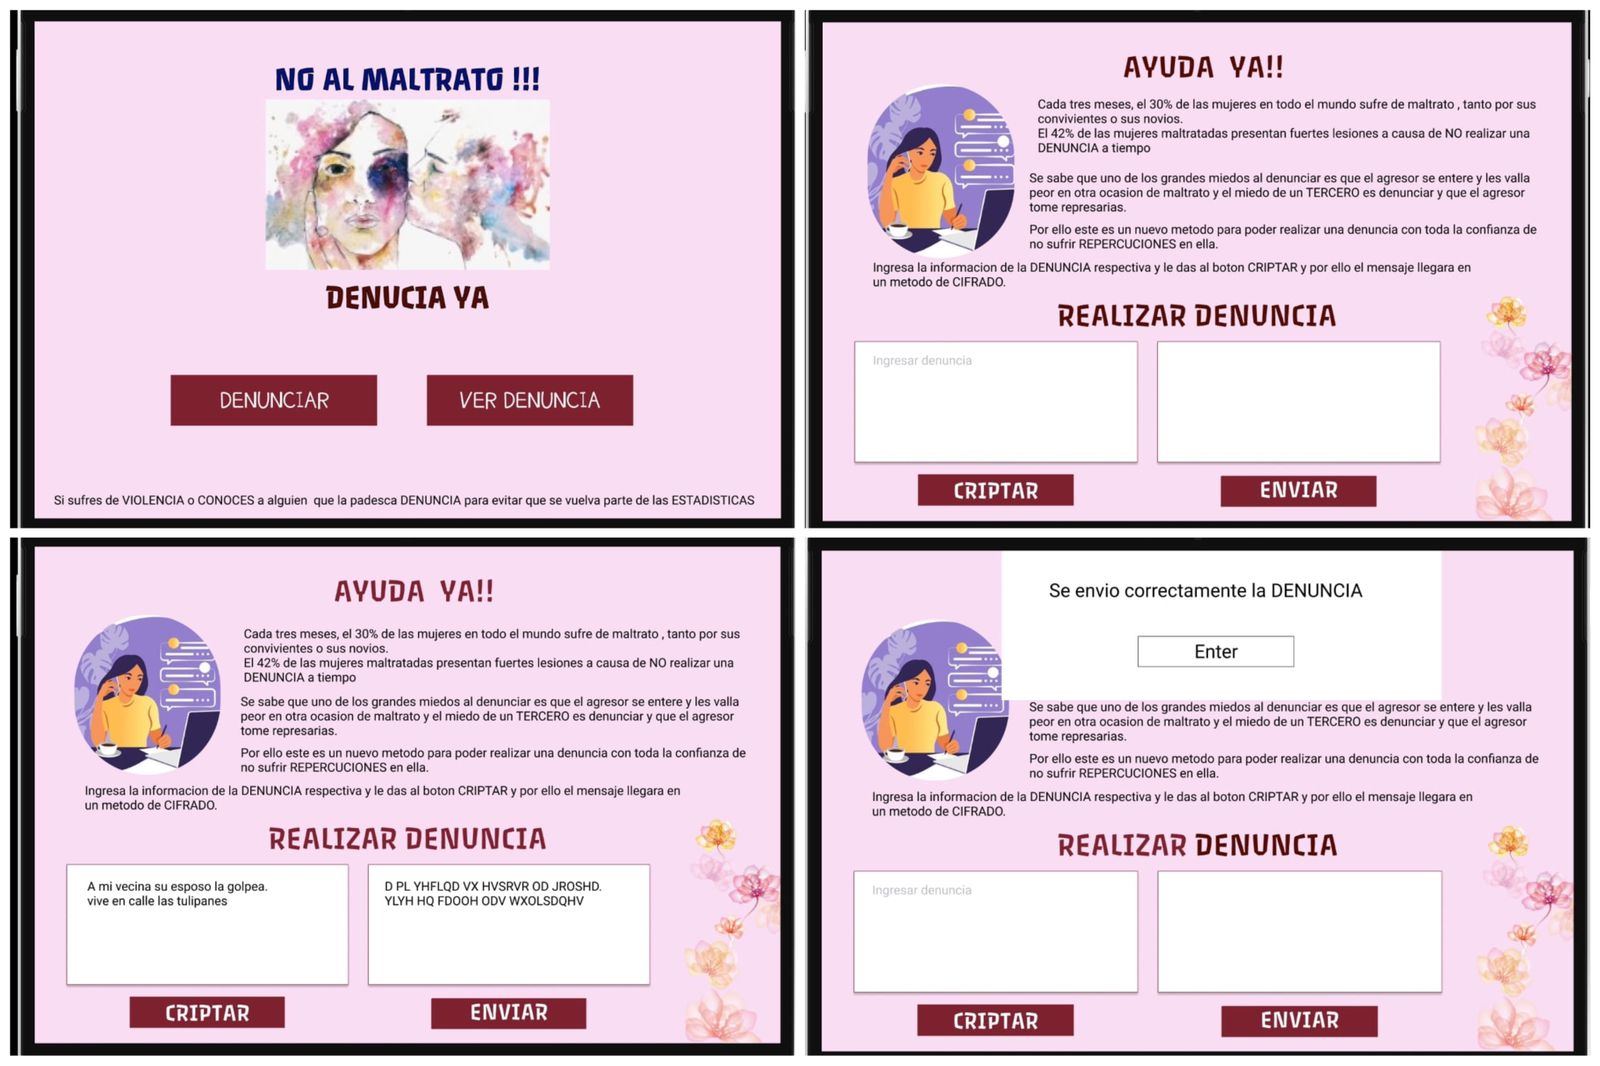 NO AL MALTRATO !!!
DENUCIA YA
DENUNCIAR
VER DENUNCIA
Si sufres de VIOLENCIA o CONOCES a alguien que la padesca DENUNCIA para evitar que se vuelva parte de las ESTADISTICAS
AYUDA YA!!
Cada tres meses, el 30% de las mujeres en todo el mundo sufre de maltrato , tanto por sus
convivientes o sus novios.
El 42% de las mujeres maltratadas presentan fuertes lesiones a causa de NO realizar una
DENUNCIA a tiempo
Se sabe que uno de los grandes miedos al denunciar es que el agresor se entere y les valla
peor en otra ocasion de maltrato y el miedo de un TERCERO es denunciar y que el agresor
tome represarias.
Por ello este es un nuevo metodo para poder realizar una denuncia con toda la confianza de
no sufrir REPERCUCIONES en ella.
Ingresa la informacion de la DENUNCIA respectiva y le das al boton CRIPTAR y por ello el mensaje llegara en
un metodo de CIFRADO.
REALIZAR DENUNCIA
Ingresar denuncia
CRIPTAR
ENVIAR
AYUDA YA!!
Cada tres meses, el 30% de las mujeres en todo el mundo sufre de maltrato , tanto por sus
convivientes o sus novios.
El 42% de las mujeres maltratadas presentan fuertes lesiones a causa de NO realizar una
DENUNCIA a tiempo
Se sabe que uno de los grandes miedos al denunciar es que el agresor se entere y les valla
peor en otra ocasion de maltrato y el miedo de un TERCERO es denunciar y que el agresor
tome represarias.
Por ello este es un nuevo metodo para poder realizar una denuncia con toda la confianza de
no sufrir REPERCUCIONES en ella.
Ingresa la informacion de la DENUNCIA respectiva y le das al boton CRIPTAR y por ello el mensaje llegara en
un metodo de CIFRADO.
REALIZAR DENUNCIA
A mi vecina su esposo la golpea.
vive en calle las tulipanes
D PL YHFLQD VX HVSRVR OD JROSHD.
YLYH HQ FDOOH ODV WXOLSDQHV
CRIPTAR
ENVIAR
Se envio correctamente la DENUNCIA
Enter
Se sabe que uno de los grandes miedos al denunciar es que el agresor se entere y les valla
peor en otra ocasion de maltrato y el miedo de un TERCERO es denunciar y que el agresor
tome represarias.
Por ello este es un nuevo metodo para poder realizar una denuncia con toda la confianza de
no sufrir REPERCUCIONES en ella.
Ingresa la informacion de la DENUNCIA respectiva y le das al boton CRIPTAR y por ello el mensaje llegara en
un metodo de CIFRADO.
REALIZAR DENUNCIA
Ingresar denuncia
CRIPTAR
ENVIAR